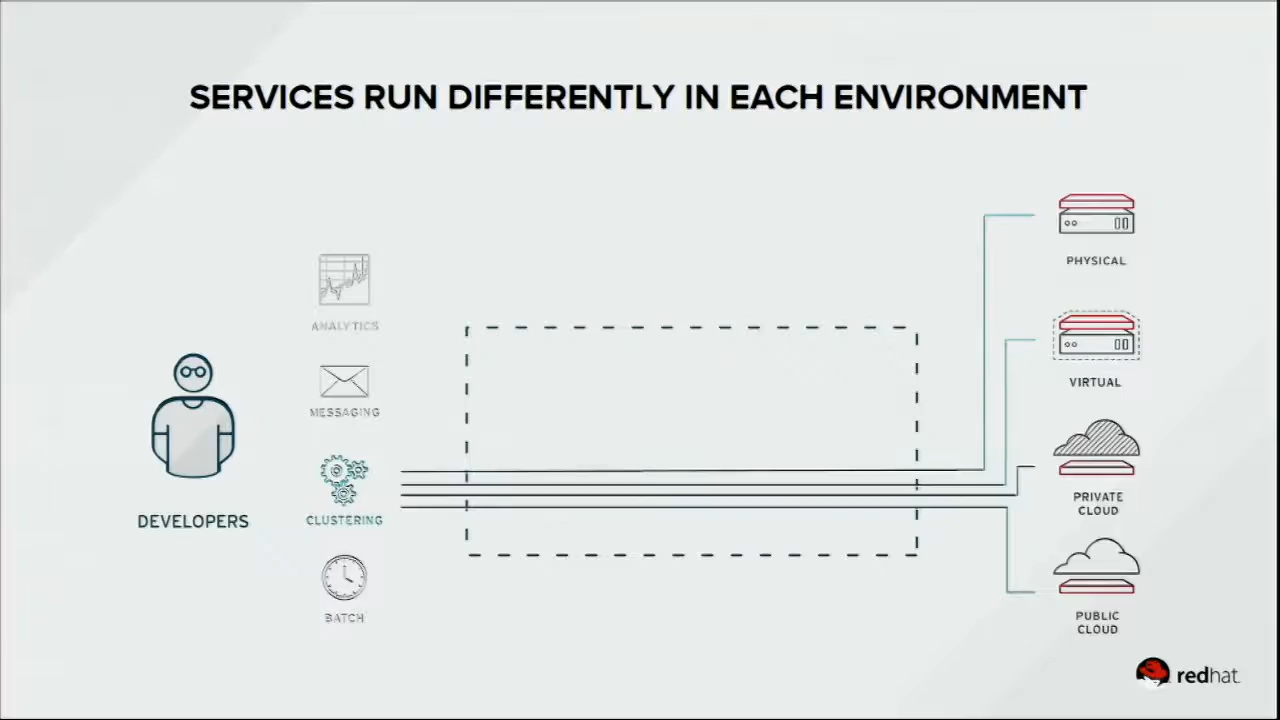 SERVICES RUN DIFFERENTLY IN EACH ENVIRONMENT
DEVELOPERS
ANALYTICS
MESSAGING
CLUSTERING
BATCH
PHYSICAL
VIRTUAL
PRIVATE
CLOUD
PUBLIC
CLOUD
redhat.